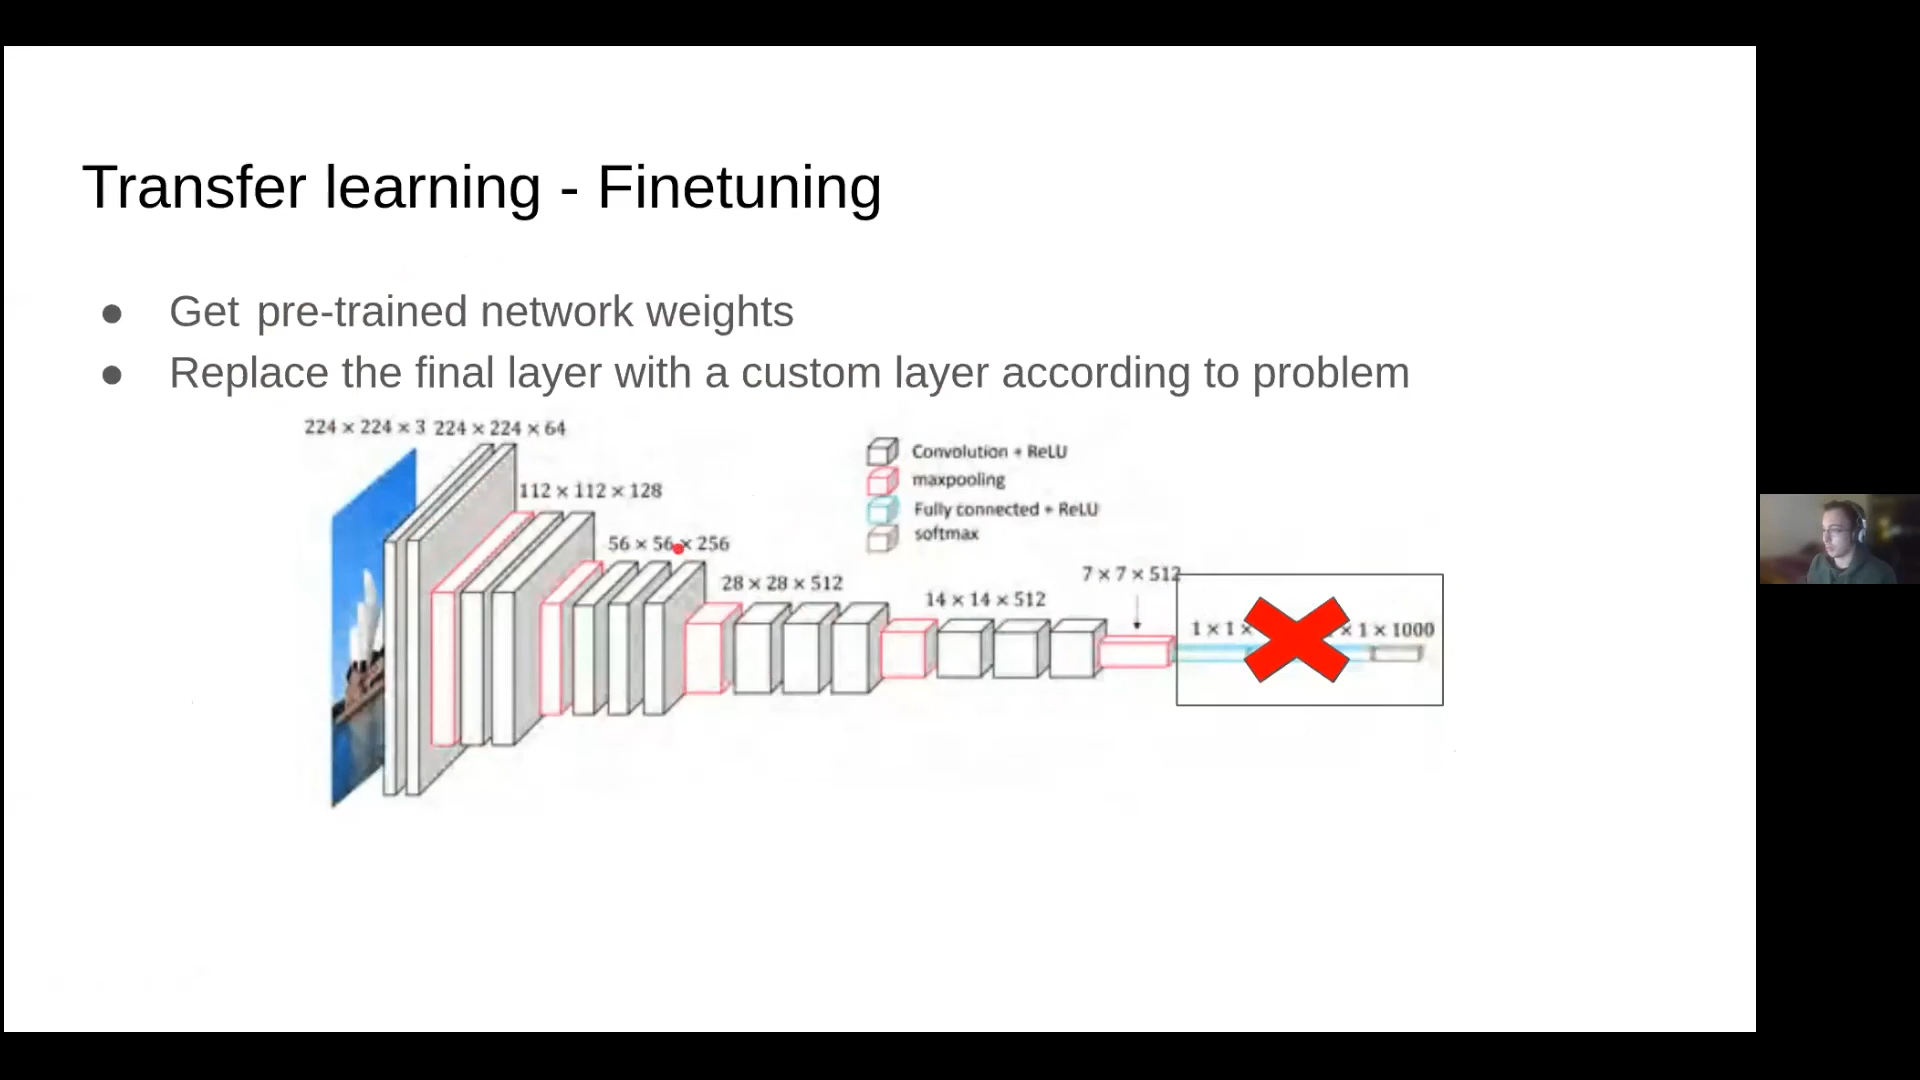 Transfer learning - Finetuning
● Get pre-trained network weights
● Replace the final layer with a custom layer according to problem
224 × 224 × 3 224 × 224 × 64
112 × 112 × 128
56 × 56 × 256
28 × 28 × 512
14 × 14 × 512
7 × 7 × 512
1 × 1 ×
× 1 × 1000
Convolution + ReLU
maxpooling
Fully connected + ReLU
softmax